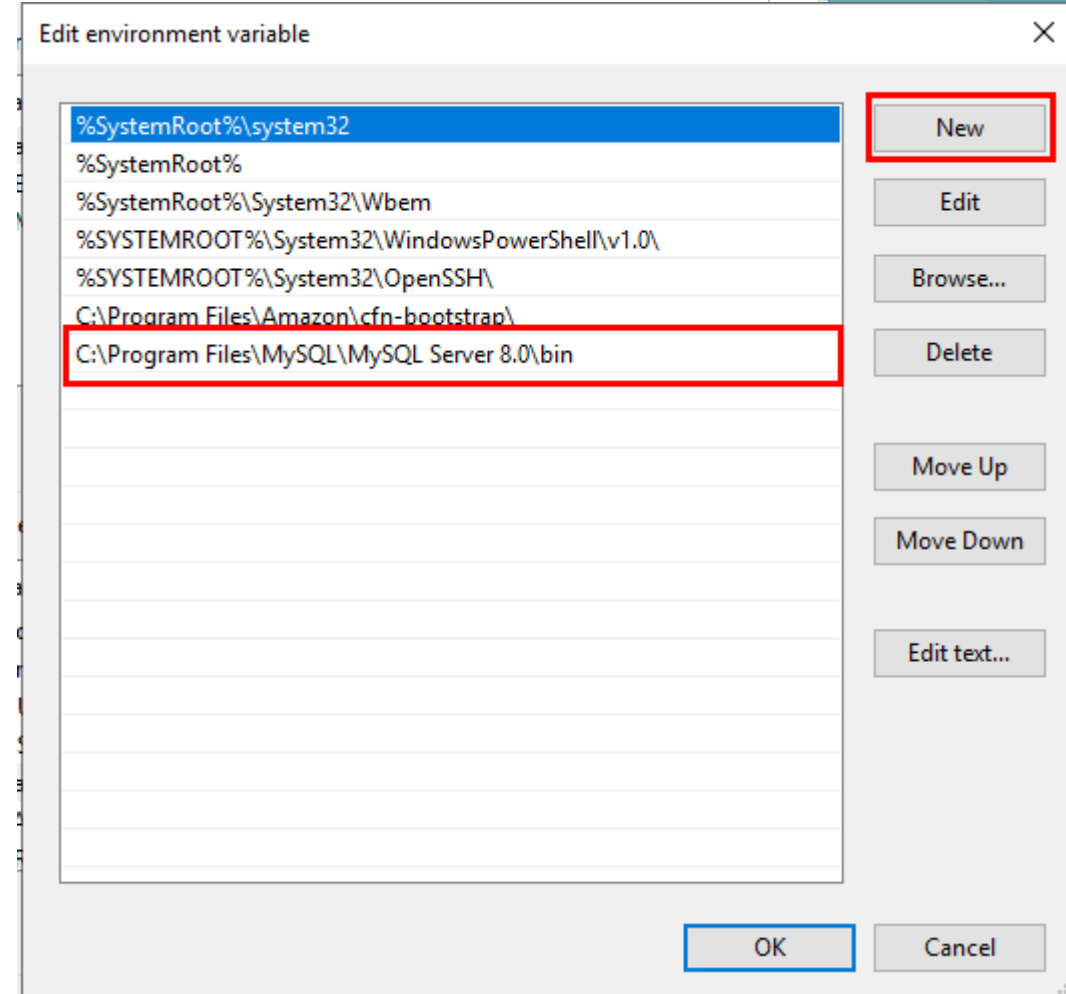 Edit environment variable
%SystemRoot%\system32
New
%SystemRoot%
%SystemRoot%\System32\Wbem
Edit
%SYSTEMROOT%\System32\WindowsPowerShell\v1.0\
%SYSTEMROOT%\System32\OpenSSH\
Browse...
C:\Program Files\Amazon\cfn-bootstrap\
C:\Program Files\MySQL\MySQL Server 8.0\bin
Delete
Move Up
Move Down
Edit text...
OK
Cancel